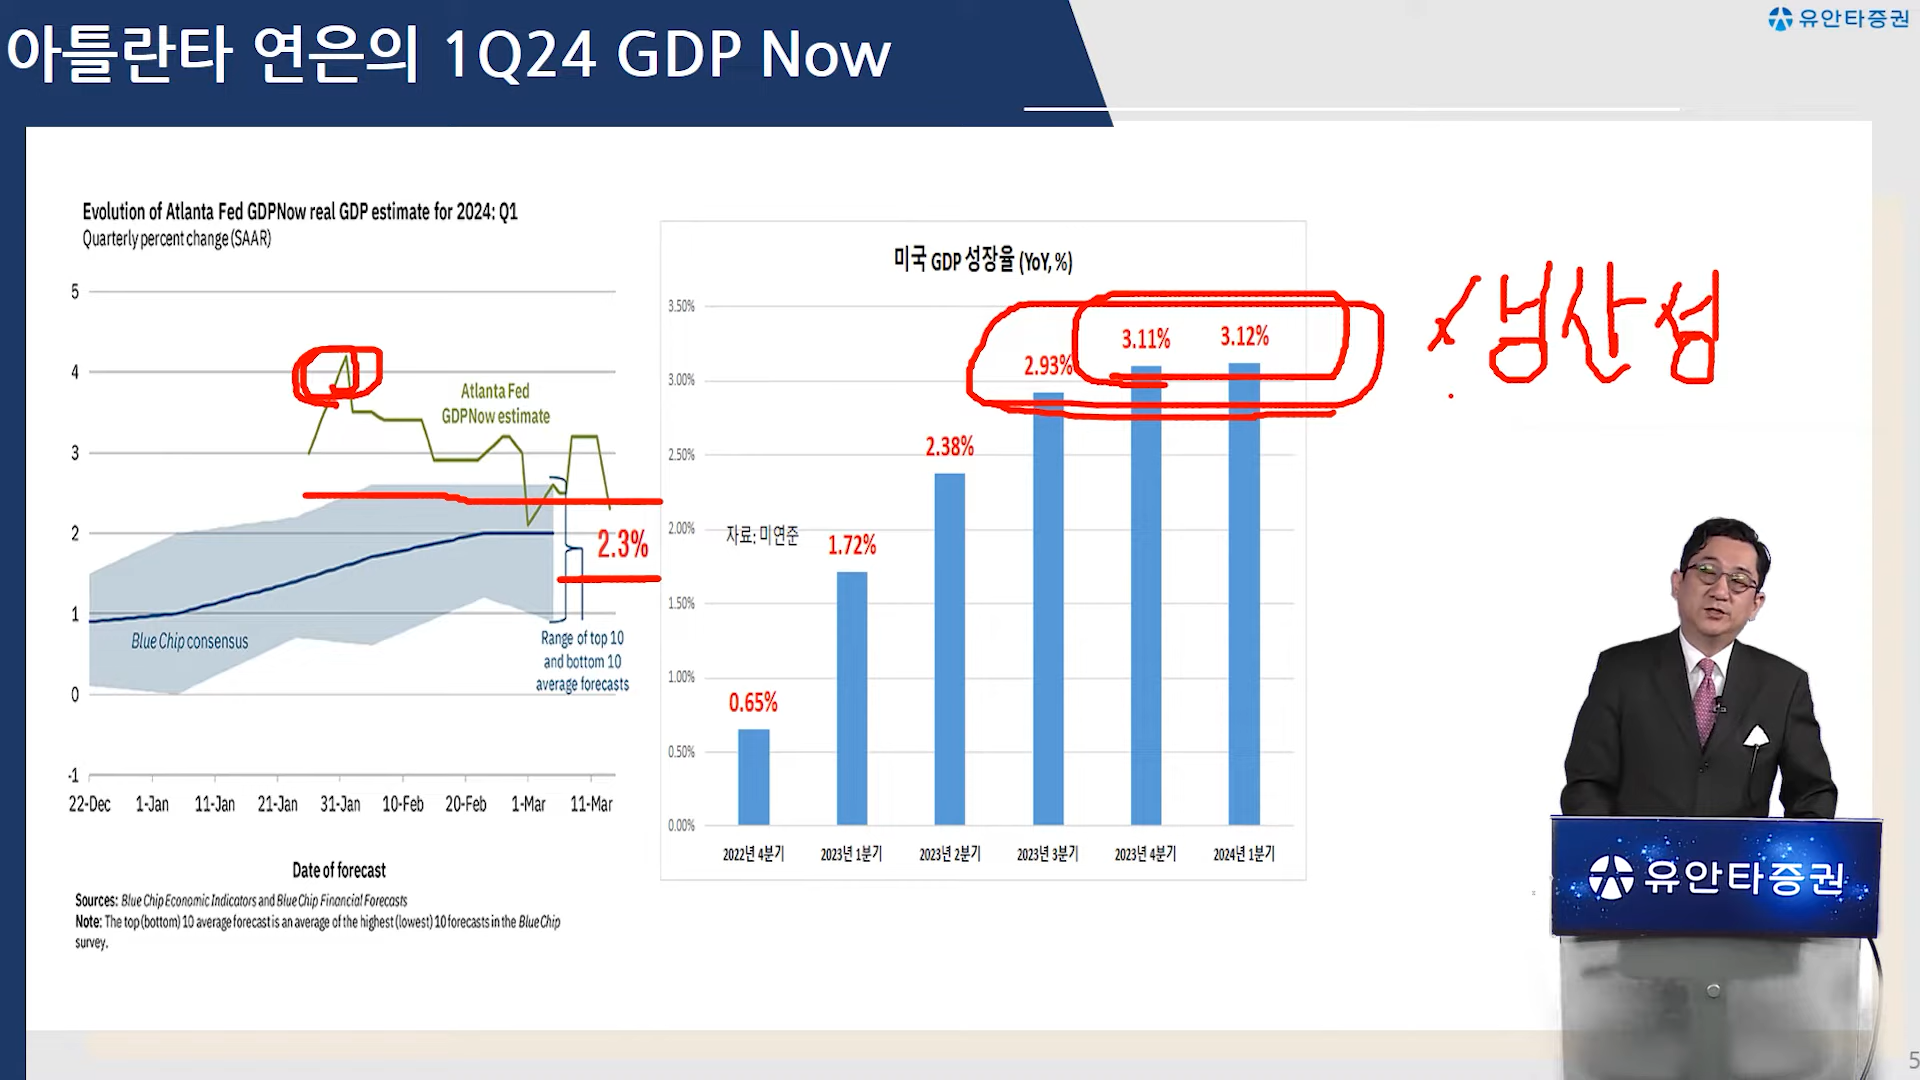 아틀란타 연은의 1Q24 GDP Now
유안타증권
Evolution of Atlanta Fed GDPNow real GDP estimate for 2024: Q1
Quarterly percent change (SAAR)
5
4
3
2
1
0
-1
Atlanta Fed
GDPNow estimate
2.3%
Blue Chip consensus
Range of top 10
and bottom 10
average forecasts
22-Dec 1-Jan 11-Jan 21-Jan 31-Jan 10-Feb 20-Feb 1-Mar 11-Mar
Date of forecast
Sources: Blue Chip Economic Indicators and Blue Chip Financial Forecasts
Note: The top (bottom) 10 average forecast is an average of the highest (lowest) 10 forecasts in the Blue Chip
survey.
미국 GDP 성장율 (YoY, %)
3.50%
3.00%
2.50%
2.00%
1.50%
1.00%
0.50%
0.00%
자료: 미연준
0.65%
1.72%
2.38%
2.93%
3.11%
3.12%
2022년 4분기 2023년 1분기 2023년 2분기 2023년 3분기 2023년 4분기 2024년 1분기
생산성
유안타증권
5